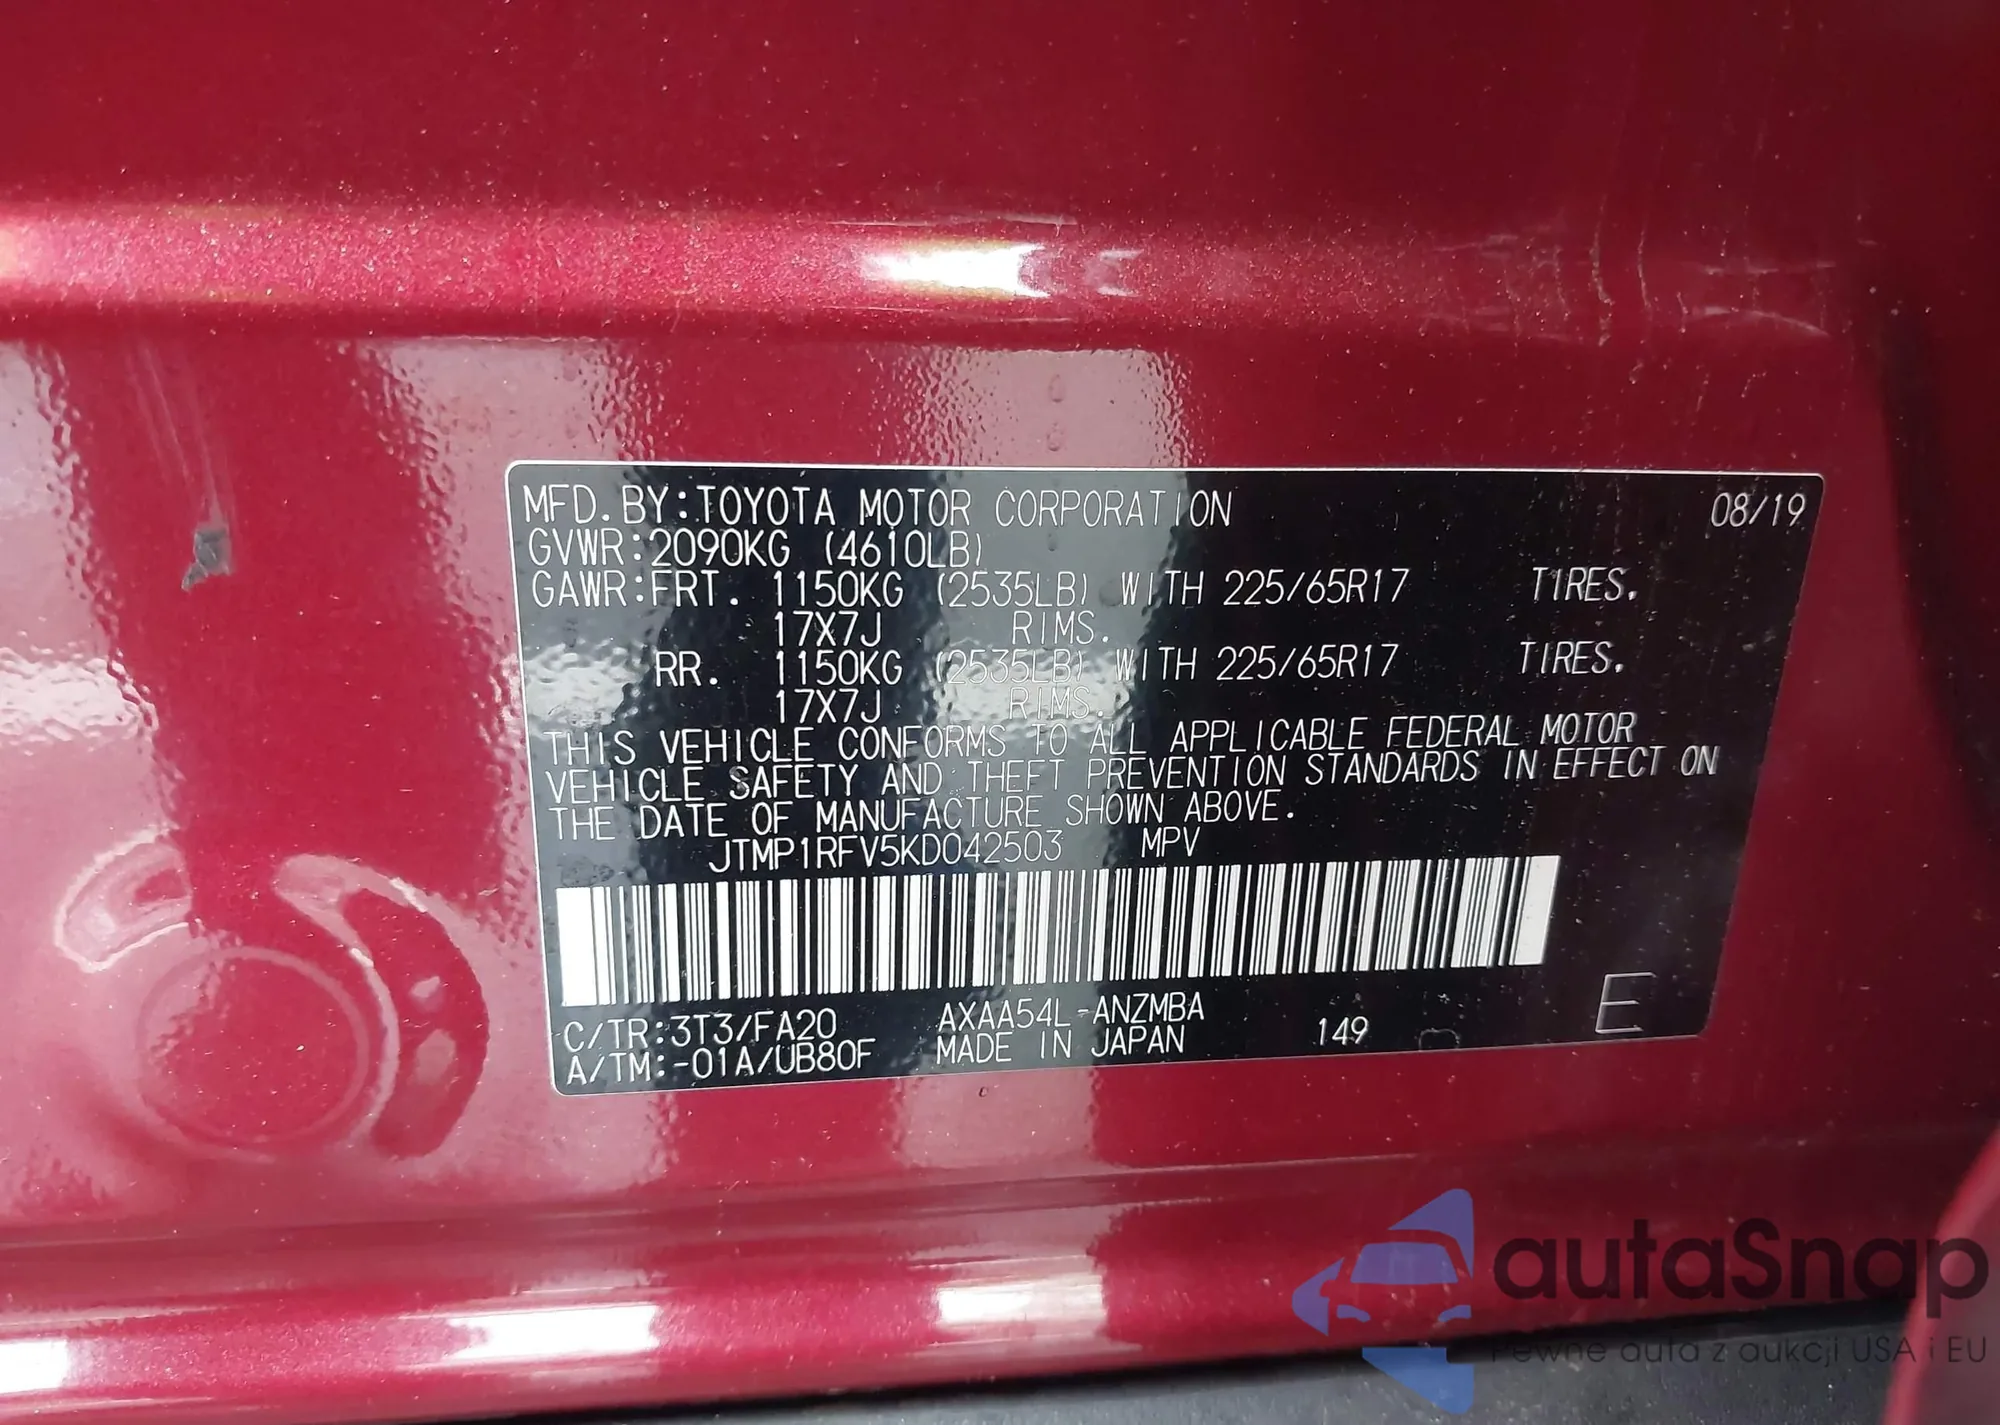 MFD. BY:TOYOTA MOTOR CORPORATION 08/19
GVWR:2090KG (4610LB)
GAWR:FRT. 1150KG (2535LB) WITH 225/65R17 TIRES.
17X7J RIMS.
RR. 1150KG (2535LB) WITH 225/65R17 TIRES.
17X7J RIMS.
THIS VEHICLE CONFORMS TO ALL APPLICABLE FEDERAL MOTOR
VEHICLE SAFETY AND THEFT PREVENTION STANDARDS IN EFFECT ON
THE DATE OF MANUFACTURE SHOWN ABOVE.
JTMP1RFV5KD042503 MPV
C/TR:3T3/FA20 AXAA54L-ANZMBA
A/TM:-01A/UB80F MADE IN JAPAN 149 E
autaSnap
Pewne auta z aukcji USA i EU